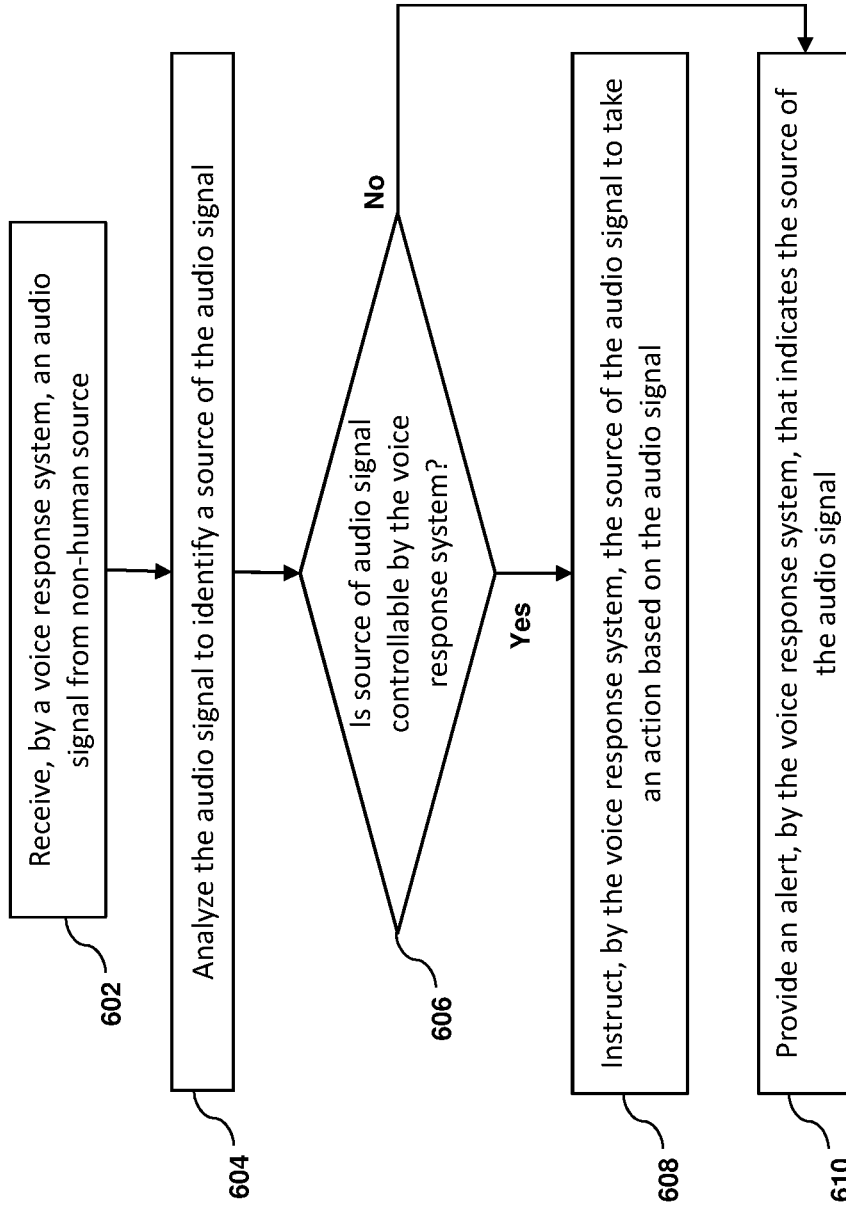 Receive, by a voice response system, an audio
signal from non-human source
602
Analyze the audio signal to identify a source of the audio signal
604
Is source of audio signal
controllable by the voice
response system?
606
No
Yes
Instruct, by the voice response system, the source of the audio signal to take
an action based on the audio signal
608
Provide an alert, by the voice response system, that indicates the source of
the audio signal
610